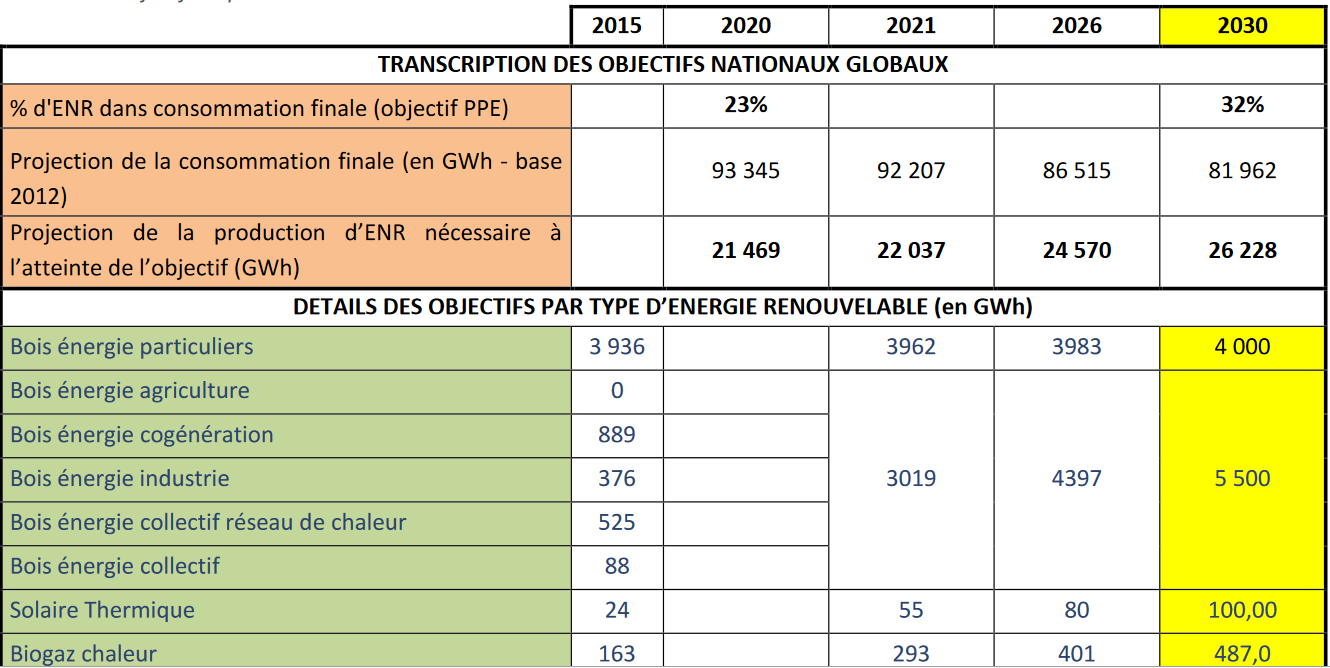 2015 2020 2021 2026 2030
TRANSCRIPTION DES OBJECTIFS NATIONAUX GLOBAUX
% d'ENR dans consommation finale (objectif PPE) 23% 32%
Projection de la consommation finale (en GWh - base
2012) 93 345 92 207 86 515 81 962
Projection de la production d’ENR nécessaire à
l’atteinte de l’objectif (GWh) 21 469 22 037 24 570 26 228
DETAILS DES OBJECTIFS PAR TYPE D’ENERGIE RENOUVELABLE (en GWh)
Bois énergie particuliers 3 936 3962 3983 4 000
Bois énergie agriculture 0
Bois énergie cogénération 889
Bois énergie industrie 376 3019 4397 5 500
Bois énergie collectif réseau de chaleur 525
Bois énergie collectif 88
Solaire Thermique 24 55 80 100,00
Biogaz chaleur 163 293 401 487,0